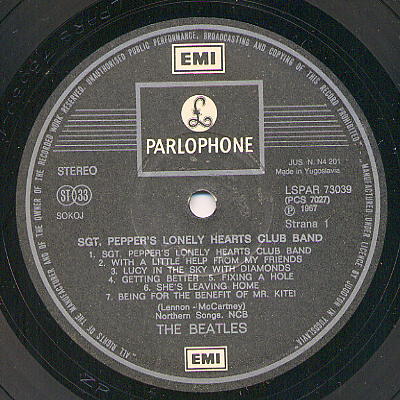 UNAUTHORISED PUBLIC PERFORMANCE, BROADCASTING AND COPYING OF THIS RECORD PROHIBITED. ALL RIGHTS OF THE MANUFACTURER AND OF THE OWNER OF THE RECORDED WORK RESERVED.
EMI
PARLOPHONE
STEREO
ST 33
SOKOJ
JUS. N. N4 201
Made in Yugoslavia
LSPAR 73039
(PCS 7027)
Ⓟ 1967
Strana 1
SGT. PEPPER'S LONELY HEARTS CLUB BAND
1. SGT. PEPPER'S LONELY HEARTS CLUB BAND
2. WITH A LITTLE HELP FROM MY FRIENDS
3. LUCY IN THE SKY WITH DIAMONDS
4. GETTING BETTER 5. FIXING A HOLE
6. SHE'S LEAVING HOME
7. BEING FOR THE BENEFIT OF MR. KITE!
(Lennon - McCartney)
Northern Songs, NCB
THE BEATLES
EMI
MANUFACTURED UNDER LICENCE BY JUGOTON IN YUGOSLAVIA